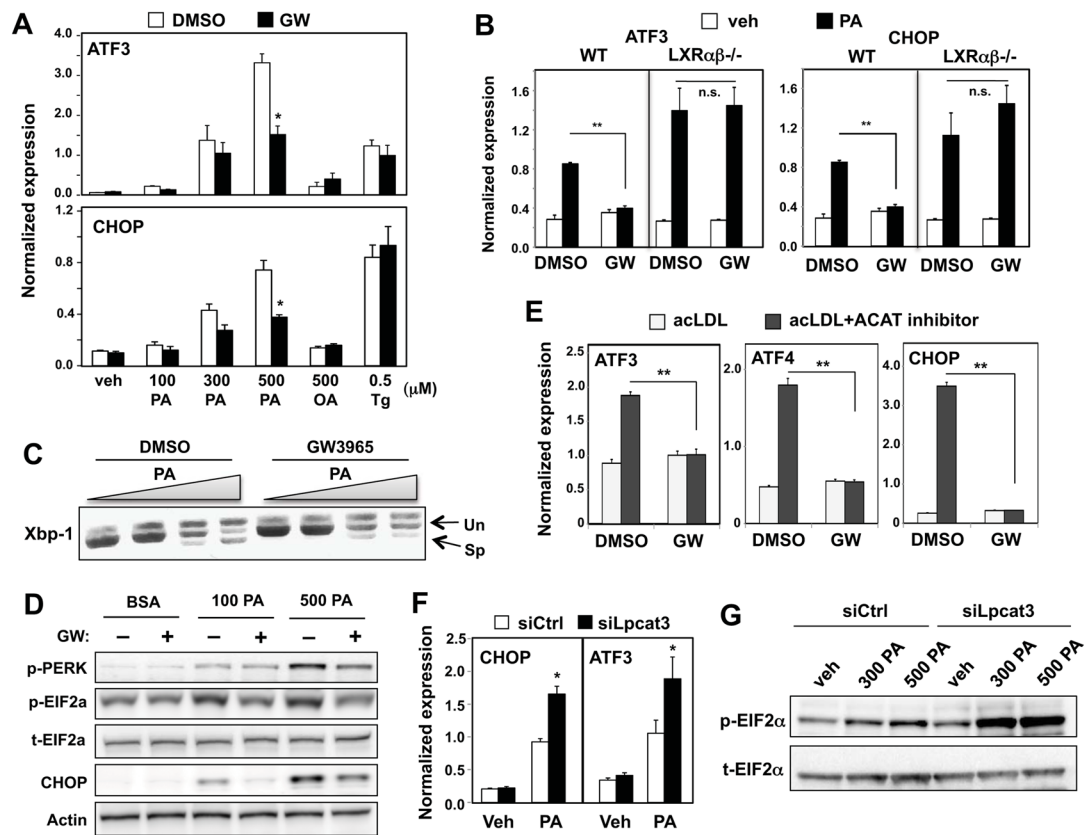 A
DMSO GW
ATF3
4.0
3.0
2.0
1.0
0.0
*
CHOP
1.2
0.8
0.4
0.0
*
Normalized expression
veh 100 PA 300 PA 500 PA 500 OA 0.5 Tg (μM)
B
veh PA
ATF3
WT LXRαβ-/-
n.s.
**
1.6
1.2
0.8
0.4
0.0
Normalized expression
DMSO GW DMSO GW
CHOP
WT LXRαβ-/-
n.s.
**
1.6
1.2
0.8
0.4
0.0
DMSO GW DMSO GW
C
DMSO GW3965
PA PA
Xbp-1
Un
Sp
D
BSA 100 PA 500 PA
GW: – + – + – +
p-PERK
p-EIF2a
t-EIF2a
CHOP
Actin
E
acLDL acLDL+ACAT inhibitor
Normalized expression
ATF3
**
2.5
2.0
1.5
1.0
0.5
0.0
DMSO GW
ATF4
**
2.0
1.0
0.0
DMSO GW
CHOP
**
4.0
3.0
2.0
1.0
0.0
DMSO GW
F
siCtrl siLpcat3
Normalized expression
CHOP ATF3
* *
2.5
2.0
1.5
1.0
0.5
0.0
Veh PA Veh PA
G
siCtrl siLpcat3
veh 300 PA 500 PA veh 300 PA 500 PA
p-EIF2α
t-EIF2α